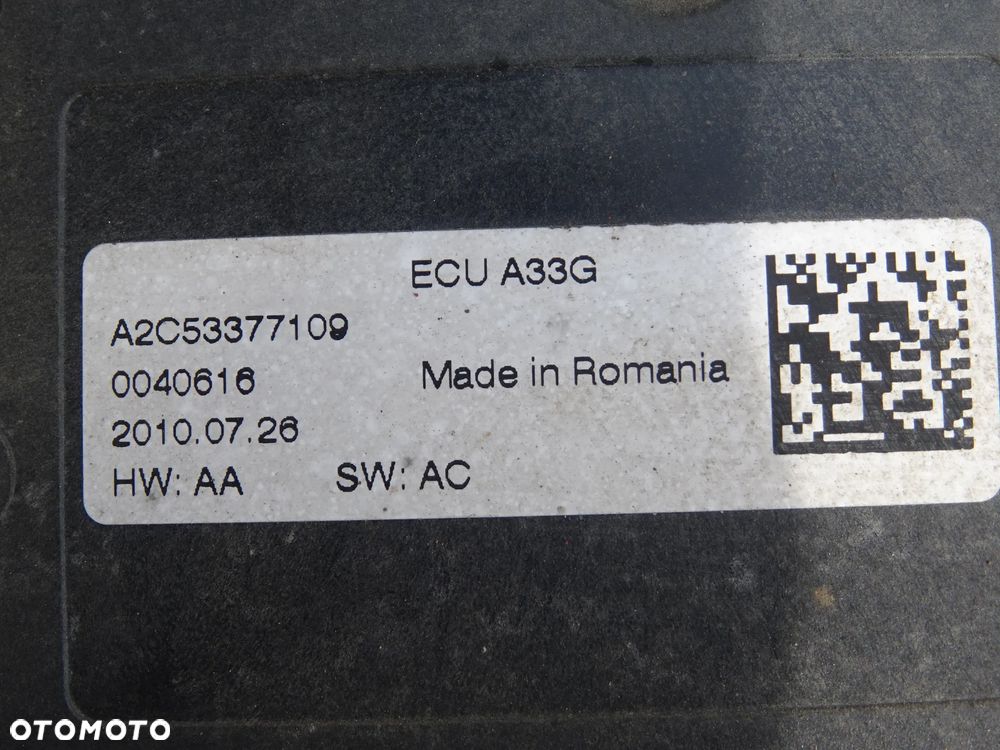 ECU A33G
A2C53377109
0040616
Made in Romania
2010.07.26
HW: AA SW: AC
OTOMOTO